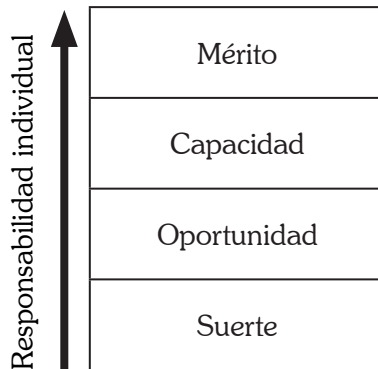 Responsabilidad individual
Mérito
Capacidad
Oportunidad
Suerte